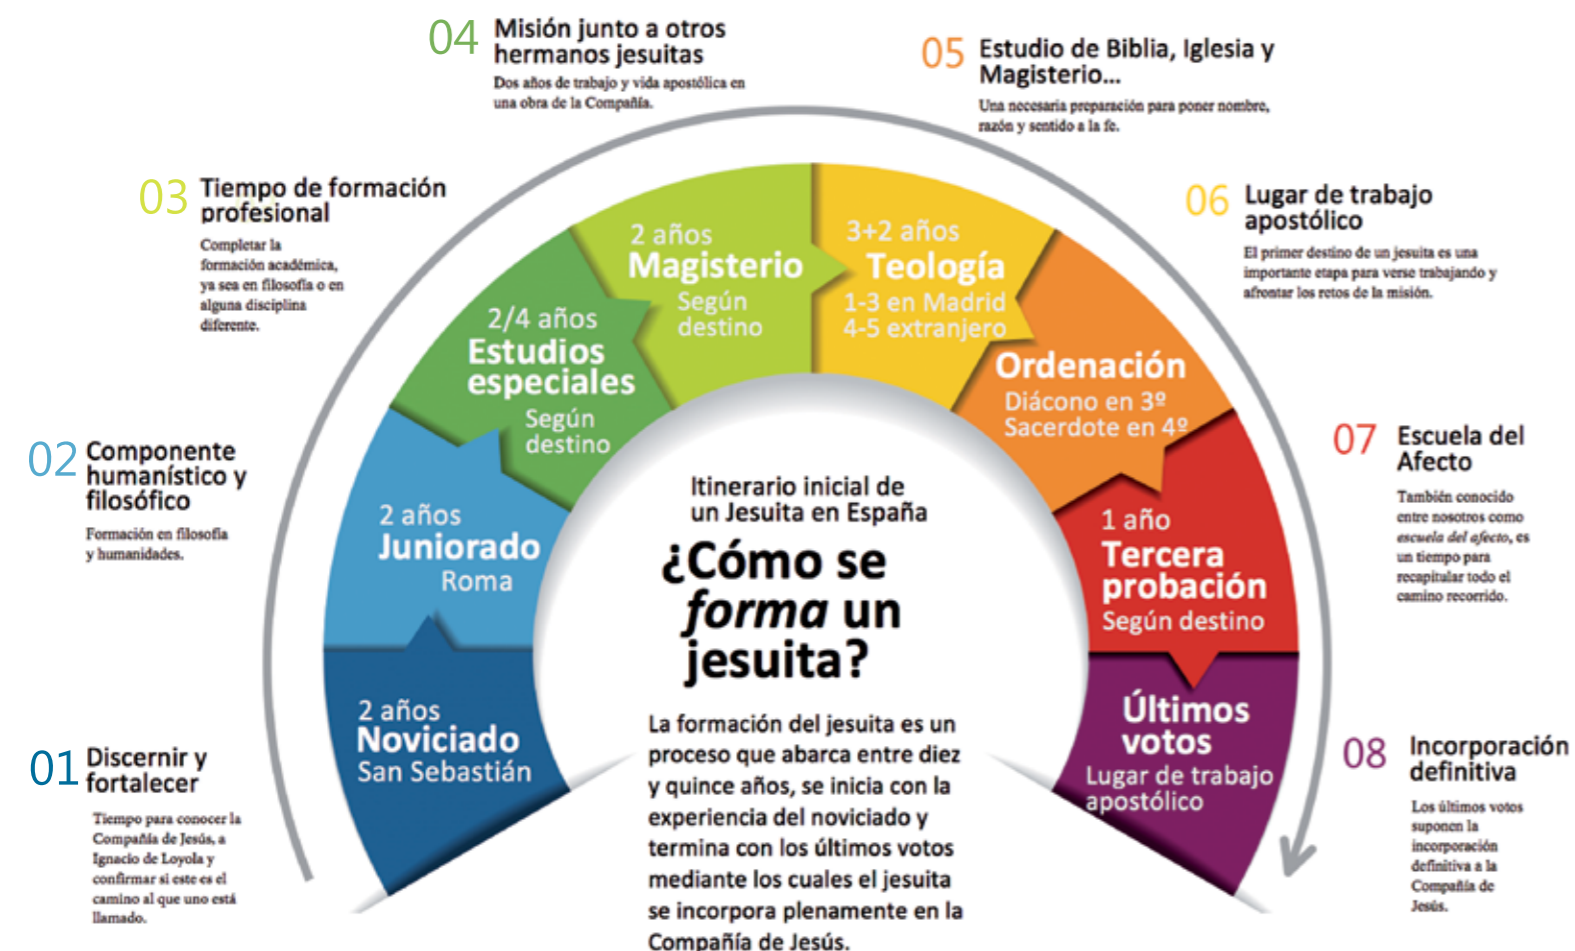 04
Misión junto a otros
hermanos jesuitas
Dos años de trabajo y vida apostólica en
una obra de la Compañía.
05
Estudio de Biblia, Iglesia y
Magisterio...
Una necesaria preparación para poner nombre,
razón y sentido a la fe.
03
Tiempo de formación
profesional
Completar la
formación académica,
ya sea en filosofía o en
alguna disciplina
diferente.
06
Lugar de trabajo
apostólico
El primer destino de un jesuita es una
importante etapa para verse trabajando y
afrontar los retos de la misión.
02
Componente
humanístico y
filosófico
Formación en filosofía
y humanidades.
07
Escuela del
Afecto
También conocido
entre nosotros como
escuela del afecto, es
un tiempo para
recapitular todo el
camino recorrido.
01
Discernir y
fortalecer
Tiempo para conocer la
Compañía de Jesús, a
Ignacio de Loyola y
confirmar si este es el
camino al que uno está
llamado.
08
Incorporación
definitiva
Los últimos votos
suponen la
incorporación
definitiva a la
Compañía de
Jesús.
2 años
Noviciado
San Sebastián
2 años
Juniorado
Roma
2/4 años
Estudios
especiales
Según
destino
2 años
Magisterio
Según
destino
3+2 años
Teología
1-3 en Madrid
4-5 extranjero
Ordenación
Diácono en 3º
Sacerdote en 4º
1 año
Tercera
probación
Según destino
Últimos
votos
Lugar de trabajo
apostólico
Itinerario inicial de
un Jesuita en España
¿Cómo se
forma un
jesuita?
La formación del jesuita es un
proceso que abarca entre diez
y quince años, se inicia con la
experiencia del noviciado y
termina con los últimos votos
mediante los cuales el jesuita
se incorpora plenamente en la
Compañía de Jesús.